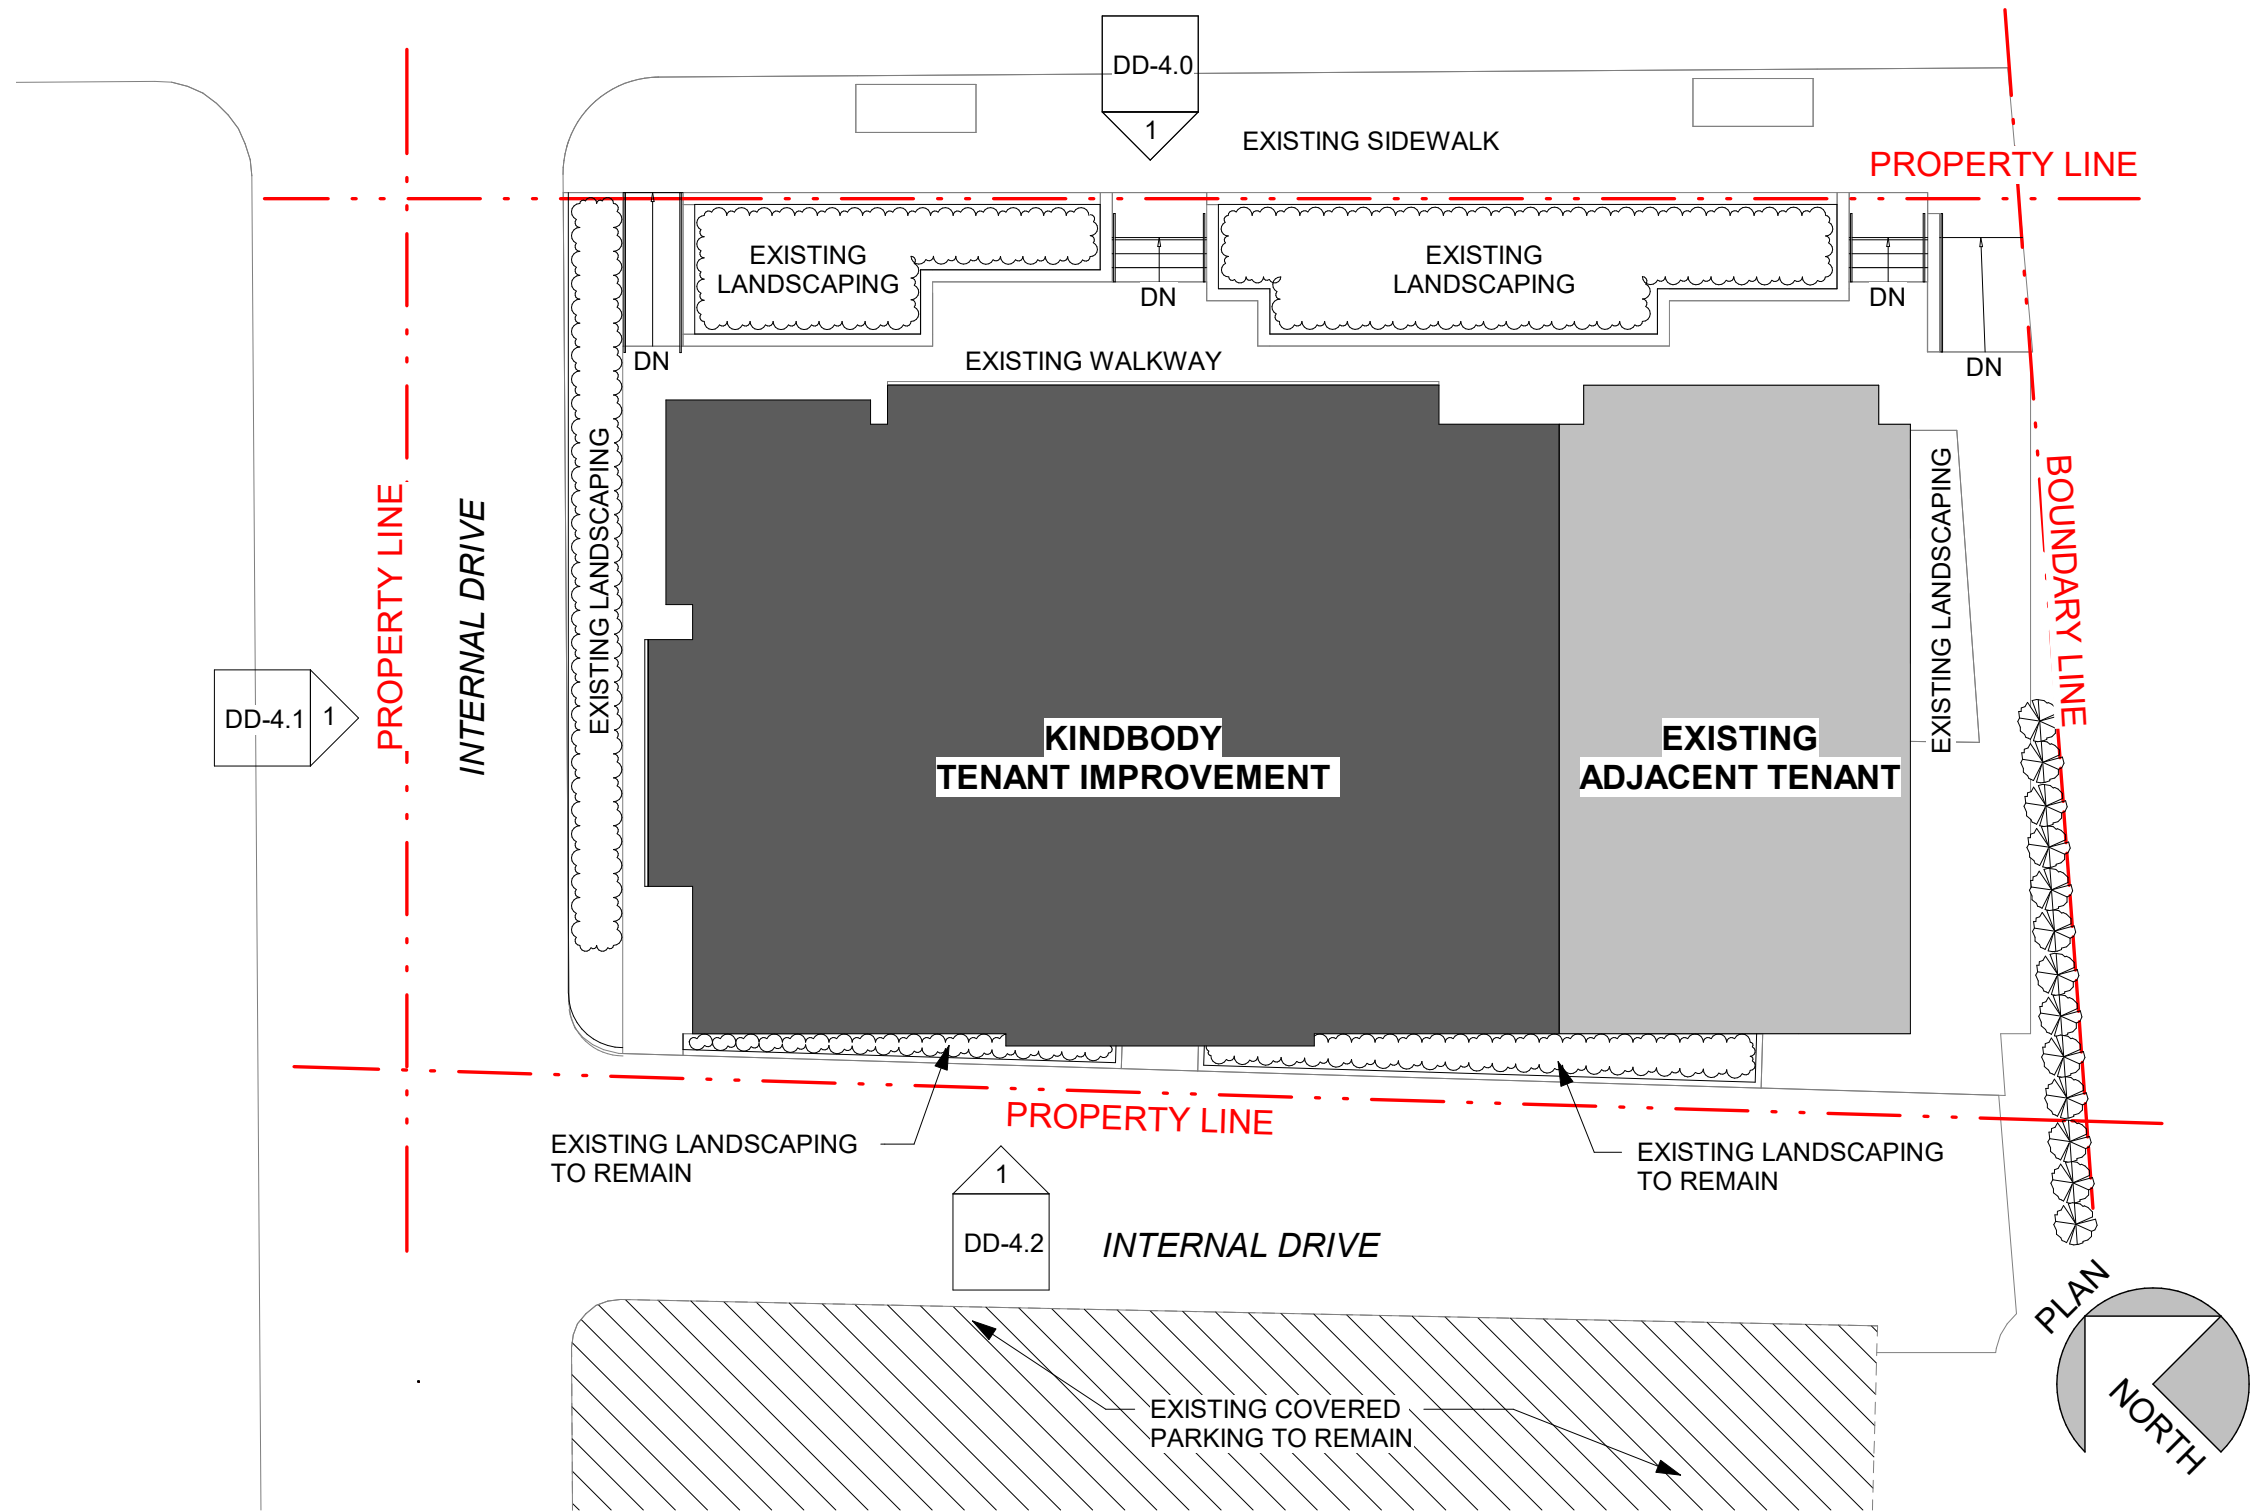 DD-4.0
1
EXISTING SIDEWALK
PROPERTY LINE
EXISTING
LANDSCAPING
EXISTING
LANDSCAPING
DN
DN
DN
DN
EXISTING WALKWAY
PROPERTY LINE
INTERNAL DRIVE
EXISTING LANDSCAPING
EXISTING LANDSCAPING
BOUNDARY LINE
DD-4.1
1
KINDBODY
TENANT IMPROVEMENT
EXISTING
ADJACENT TENANT
PROPERTY LINE
EXISTING LANDSCAPING
TO REMAIN
EXISTING LANDSCAPING
TO REMAIN
1
DD-4.2
INTERNAL DRIVE
PLAN
NORTH
EXISTING COVERED
PARKING TO REMAIN